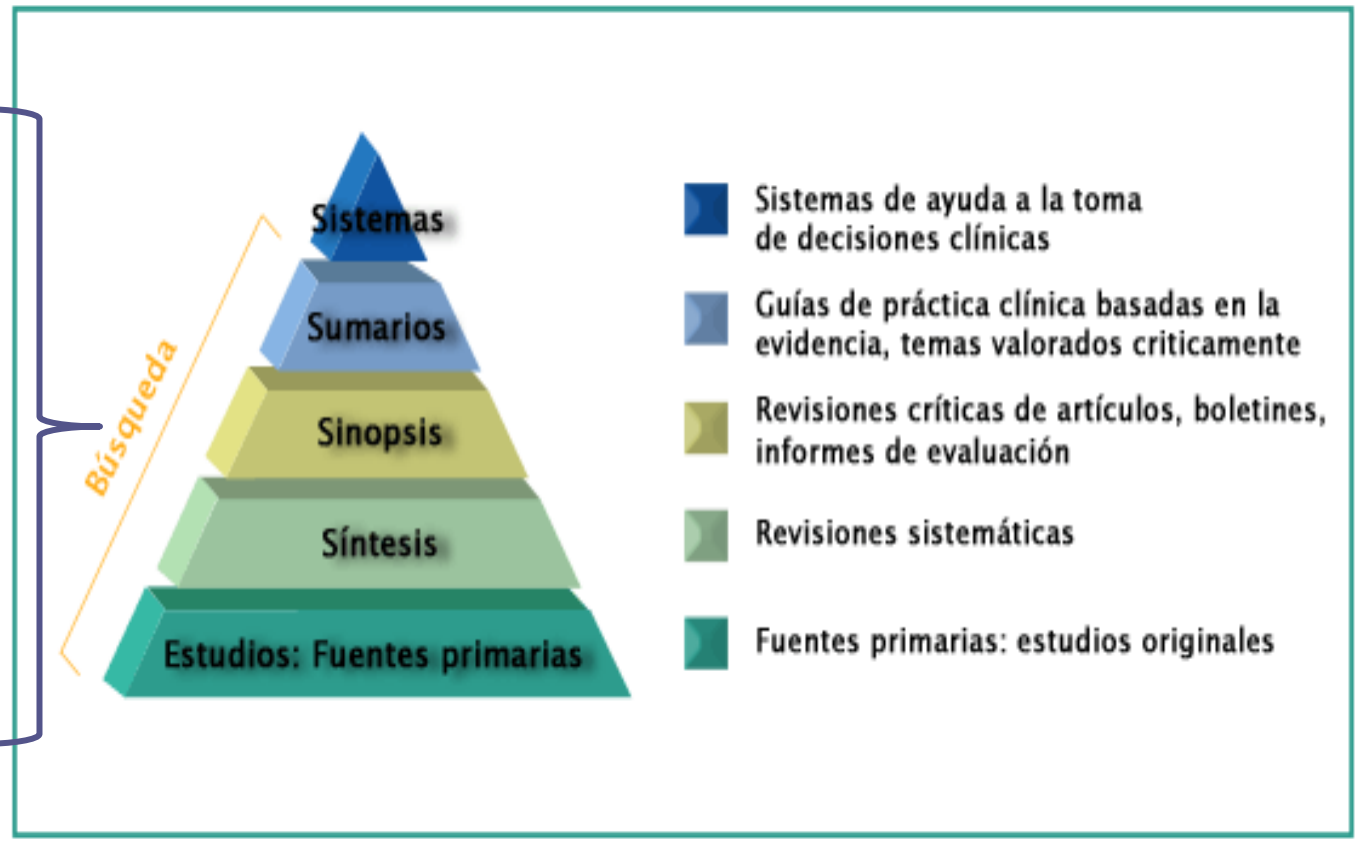 Sistemas
Sumarios
Sinopsis
Síntesis
Estudios: Fuentes primarias
Búsqueda
Sistemas de ayuda a la toma
de decisiones clínicas
Guías de práctica clínica basadas en la
evidencia, temas valorados criticamente
Revisiones críticas de artículos, boletines,
informes de evaluación
Revisiones sistemáticas
Fuentes primarias: estudios originales